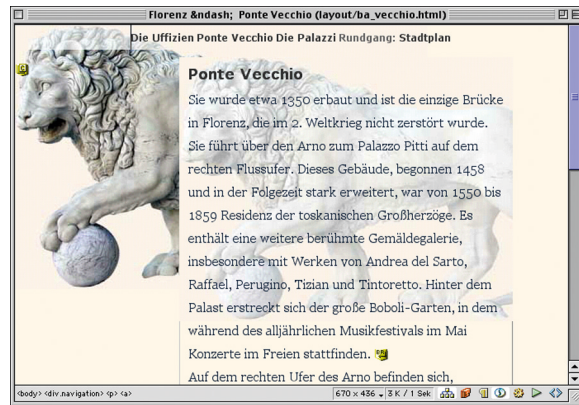 Florenz &ndash; Ponte Vecchio (layout/ba_vecchio.html)
Die Uffizien Ponte Vecchio Die Palazzi Rundgang: Stadtplan
Ponte Vecchio
Sie wurde etwa 1350 erbaut und ist die einzige Brücke
in Florenz, die im 2. Weltkrieg nicht zerstört wurde.
Sie führt über den Arno zum Palazzo Pitti auf dem
rechten Flussufer. Dieses Gebäude, begonnen 1458
und in der Folgezeit stark erweitert, war von 1550 bis
1859 Residenz der toskanischen Großherzöge. Es
enthält eine weitere berühmte Gemäldegalerie,
insbesondere mit Werken von Andrea del Sarto,
Raffael, Perugino, Tizian und Tintoretto. Hinter dem
Palast erstreckt sich der große Boboli-Garten, in dem
während des alljährlichen Musikfestivals im Mai
Konzerte im Freien stattfinden.
Auf dem rechten Ufer des Arno befinden sich,
<body> <div.navigation> <p> <a>
670 x 436
3 K / 1 Sek